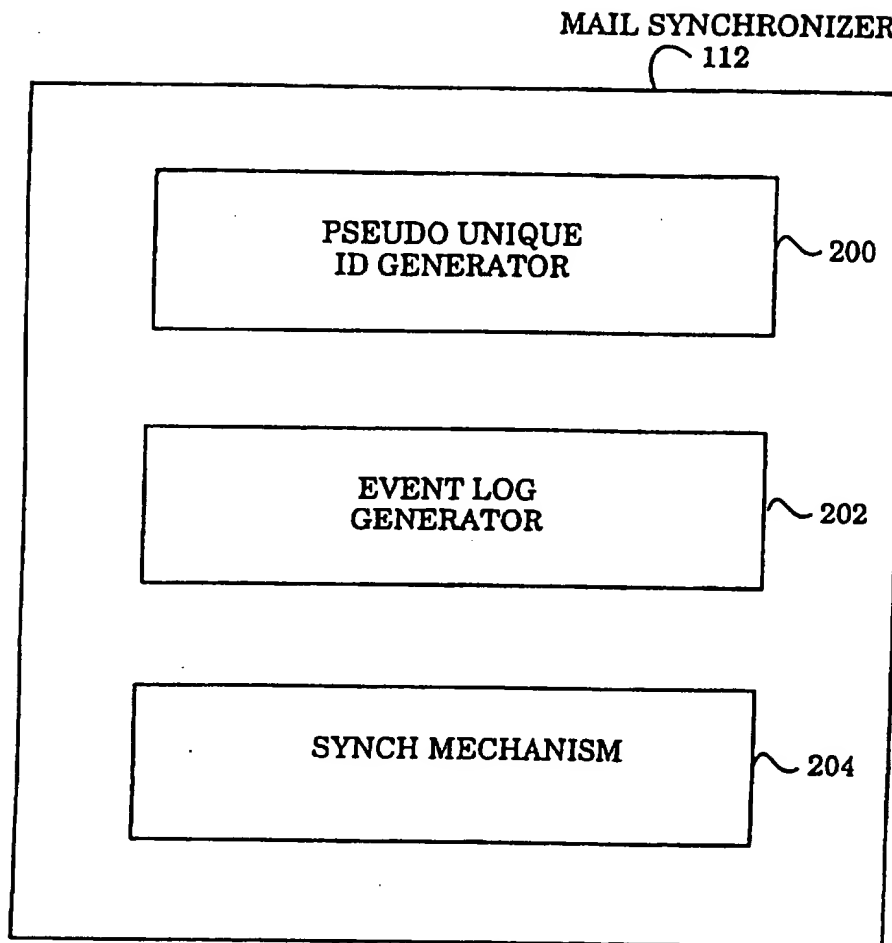 MAIL SYNCHRONIZER
112
PSEUDO UNIQUE
ID GENERATOR
200
EVENT LOG
GENERATOR
202
SYNCH MECHANISM
204